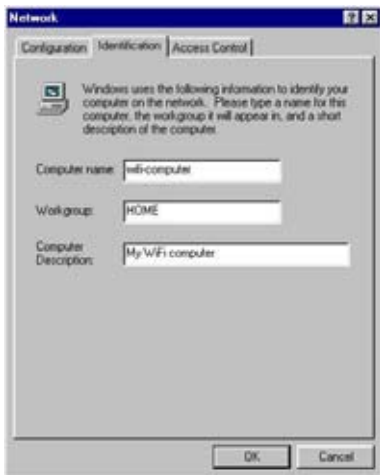 Network
Configuration Identification Access Control
Windows uses the following information to identify your
computer on the network. Please type a name for this
computer, the workgroup it will appear in, and a short
description of the computer.
Computer name: wifi-computer
Workgroup: HOME
Computer
Description: My WiFi computer
OK Cancel